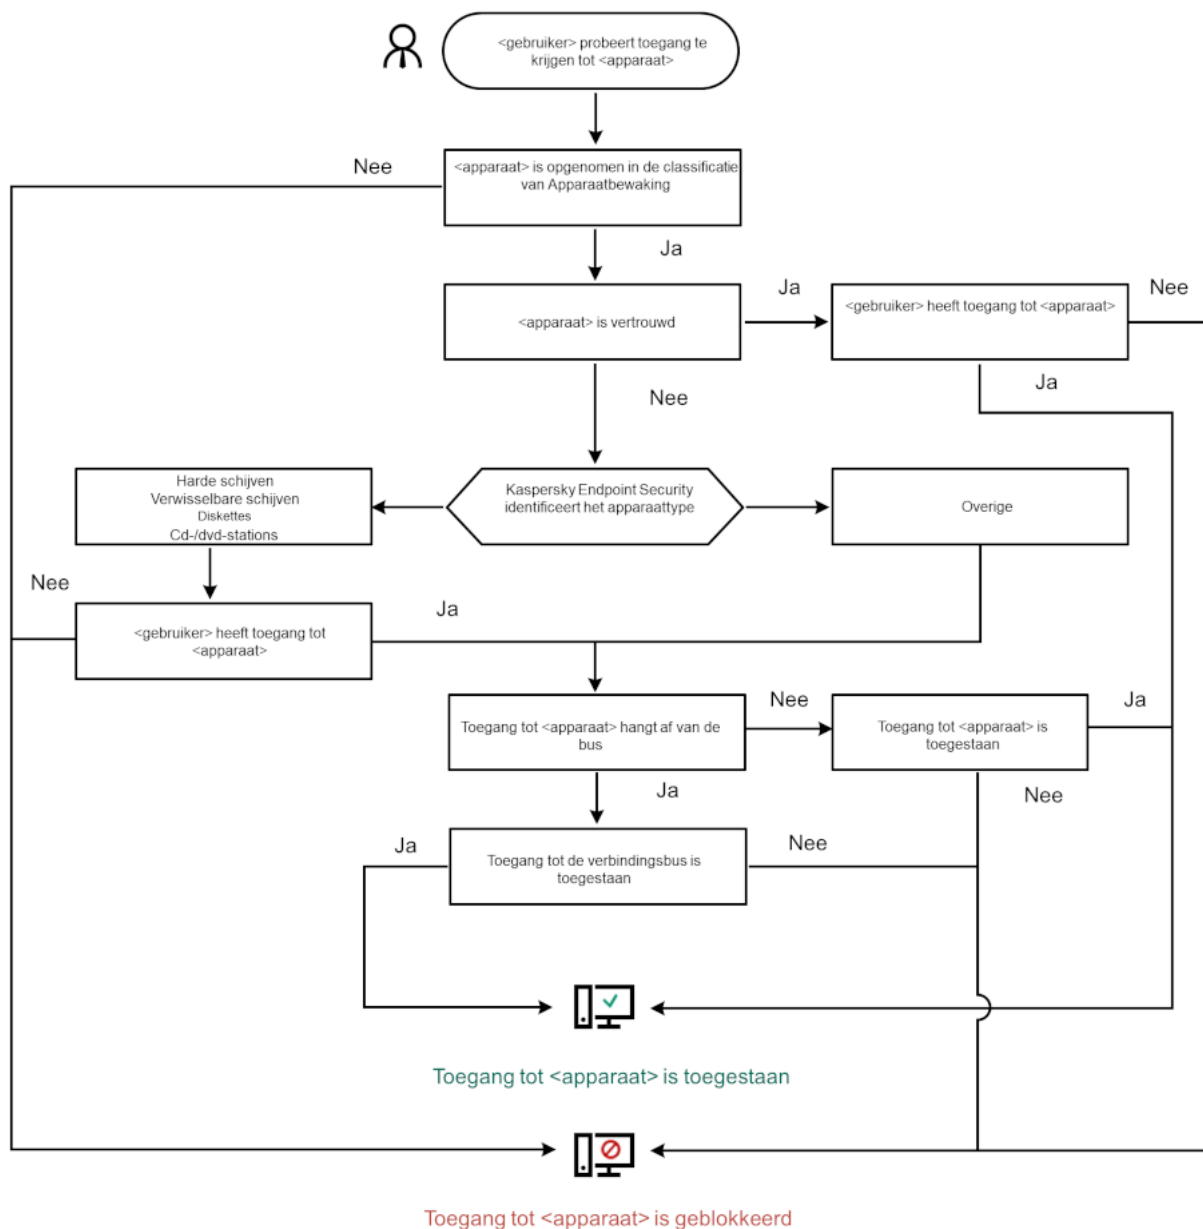 <gebruiker> probeert toegang te
krijgen tot <apparaat>
Nee
<apparaat> is opgenomen in de classificatie
van Apparaatbewaking
Ja
<apparaat> is vertrouwd
Ja
<gebruiker> heeft toegang tot <apparaat>
Nee
Ja
Nee
Harde schijven
Verwisselbare schijven
Diskettes
Cd-/dvd-stations
Kaspersky Endpoint Security
identificeert het apparaattype
Overige
Nee
<gebruiker> heeft toegang tot
<apparaat>
Ja
Toegang tot <apparaat> hangt af van de
bus
Nee
Toegang tot <apparaat> is
toegestaan
Ja
Ja
Nee
Ja
Toegang tot de verbindingsbus is
toegestaan
Nee
Toegang tot <apparaat> is toegestaan
Toegang tot <apparaat> is geblokkeerd